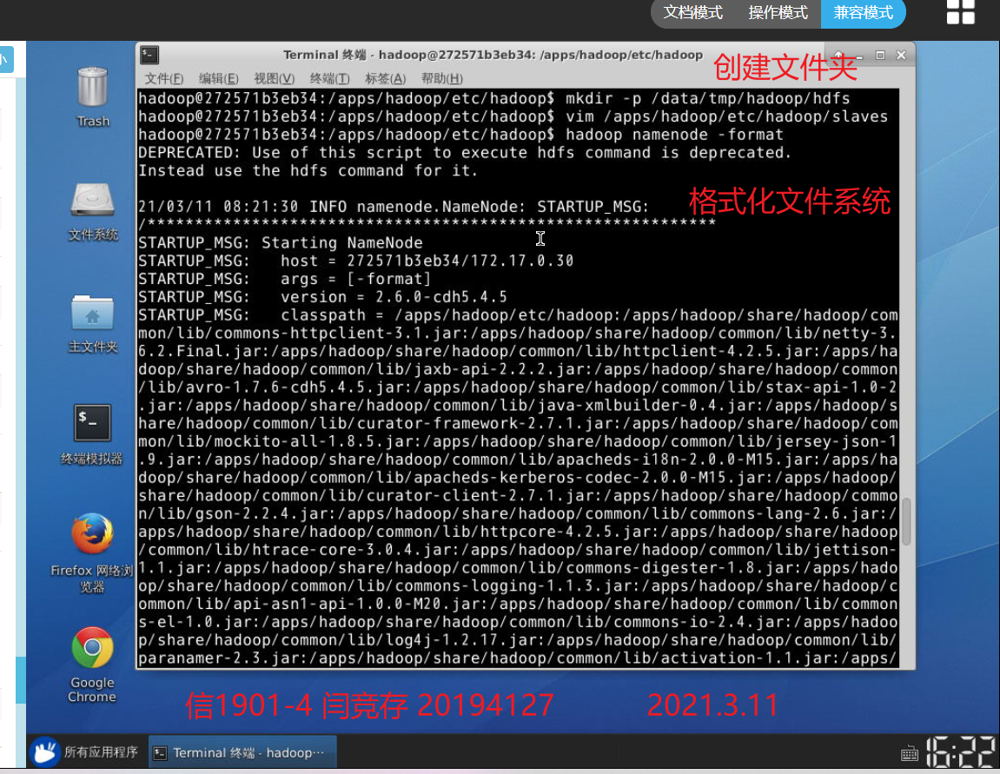 文档模式 操作模式 兼容模式
小
Terminal 终端 - hadoop@272571b3eb34: /apps/hadoop/etc/hadoop
创建文件夹
文件(F) 编辑(E) 视图(V) 终端(T) 标签(A) 帮助(H)
hadoop@272571b3eb34:/apps/hadoop/etc/hadoop$ mkdir -p /data/tmp/hadoop/hdfs
hadoop@272571b3eb34:/apps/hadoop/etc/hadoop$ vim /apps/hadoop/etc/hadoop/slaves
hadoop@272571b3eb34:/apps/hadoop/etc/hadoop$ hadoop namenode -format
DEPRECATED: Use of this script to execute hdfs command is deprecated.
Instead use the hdfs command for it.
21/03/11 08:21:30 INFO namenode.NameNode: STARTUP_MSG:
格式化文件系统
/************************************************************
STARTUP_MSG: Starting NameNode
STARTUP_MSG:   host = 272571b3eb34/172.17.0.30
STARTUP_MSG:   args = [-format]
STARTUP_MSG:   version = 2.6.0-cdh5.4.5
STARTUP_MSG:   classpath = /apps/hadoop/etc/hadoop:/apps/hadoop/share/hadoop/com
mon/lib/commons-httpclient-3.1.jar:/apps/hadoop/share/hadoop/common/lib/netty-3.
6.2.Final.jar:/apps/hadoop/share/hadoop/common/lib/httpclient-4.2.5.jar:/apps/ha
doop/share/hadoop/common/lib/jaxb-api-2.2.2.jar:/apps/hadoop/share/hadoop/common
/lib/avro-1.7.6-cdh5.4.5.jar:/apps/hadoop/share/hadoop/common/lib/stax-api-1.0-2
.jar:/apps/hadoop/share/hadoop/common/lib/java-xmlbuilder-0.4.jar:/apps/hadoop/s
hare/hadoop/common/lib/curator-framework-2.7.1.jar:/apps/hadoop/share/hadoop/com
mon/lib/mockito-all-1.8.5.jar:/apps/hadoop/share/hadoop/common/lib/jersey-json-1
.9.jar:/apps/hadoop/share/hadoop/common/lib/apacheds-i18n-2.0.0-M15.jar:/apps/ha
doop/share/hadoop/common/lib/apacheds-kerberos-codec-2.0.0-M15.jar:/apps/hadoop/
share/hadoop/common/lib/curator-client-2.7.1.jar:/apps/hadoop/share/hadoop/commo
n/lib/gson-2.2.4.jar:/apps/hadoop/share/hadoop/common/lib/commons-lang-2.6.jar:/
apps/hadoop/share/hadoop/common/lib/httpcore-4.2.5.jar:/apps/hadoop/share/hadoop
/common/lib/htrace-core-3.0.4.jar:/apps/hadoop/share/hadoop/common/lib/jettison-
1.1.jar:/apps/hadoop/share/hadoop/common/lib/commons-digester-1.8.jar:/apps/hado
op/share/hadoop/common/lib/commons-logging-1.1.3.jar:/apps/hadoop/share/hadoop/c
ommon/lib/api-asn1-api-1.0.0-M20.jar:/apps/hadoop/share/hadoop/common/lib/common
s-el-1.0.jar:/apps/hadoop/share/hadoop/common/lib/commons-io-2.4.jar:/apps/hadoo
p/share/hadoop/common/lib/log4j-1.2.17.jar:/apps/hadoop/share/hadoop/common/lib/
paranamer-2.3.jar:/apps/hadoop/share/hadoop/common/lib/activation-1.1.jar:/apps/
Trash
文件系统
主文件夹
终端模拟器
Firefox 网络浏
览器
Google
Chrome
信1901-4 闫竞存 20194127 2021.3.11
所有应用程序 Terminal 终端 - hadoop··· 16:22